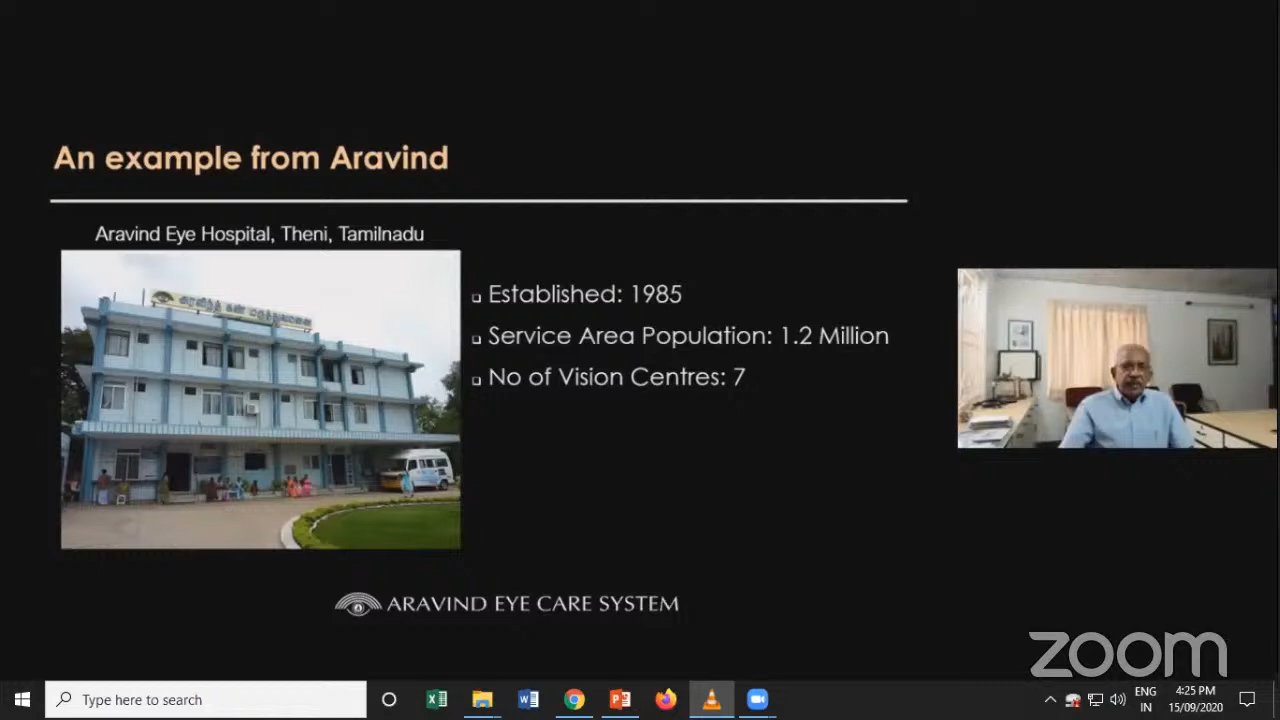 An example from Aravind
Aravind Eye Hospital, Theni, Tamilnadu
Established: 1985
Service Area Population: 1.2 Million
No of Vision Centres: 7
ARAVIND EYE CARE SYSTEM
zoom
Type here to search
ENG
IN
4:25 PM
15/09/2020